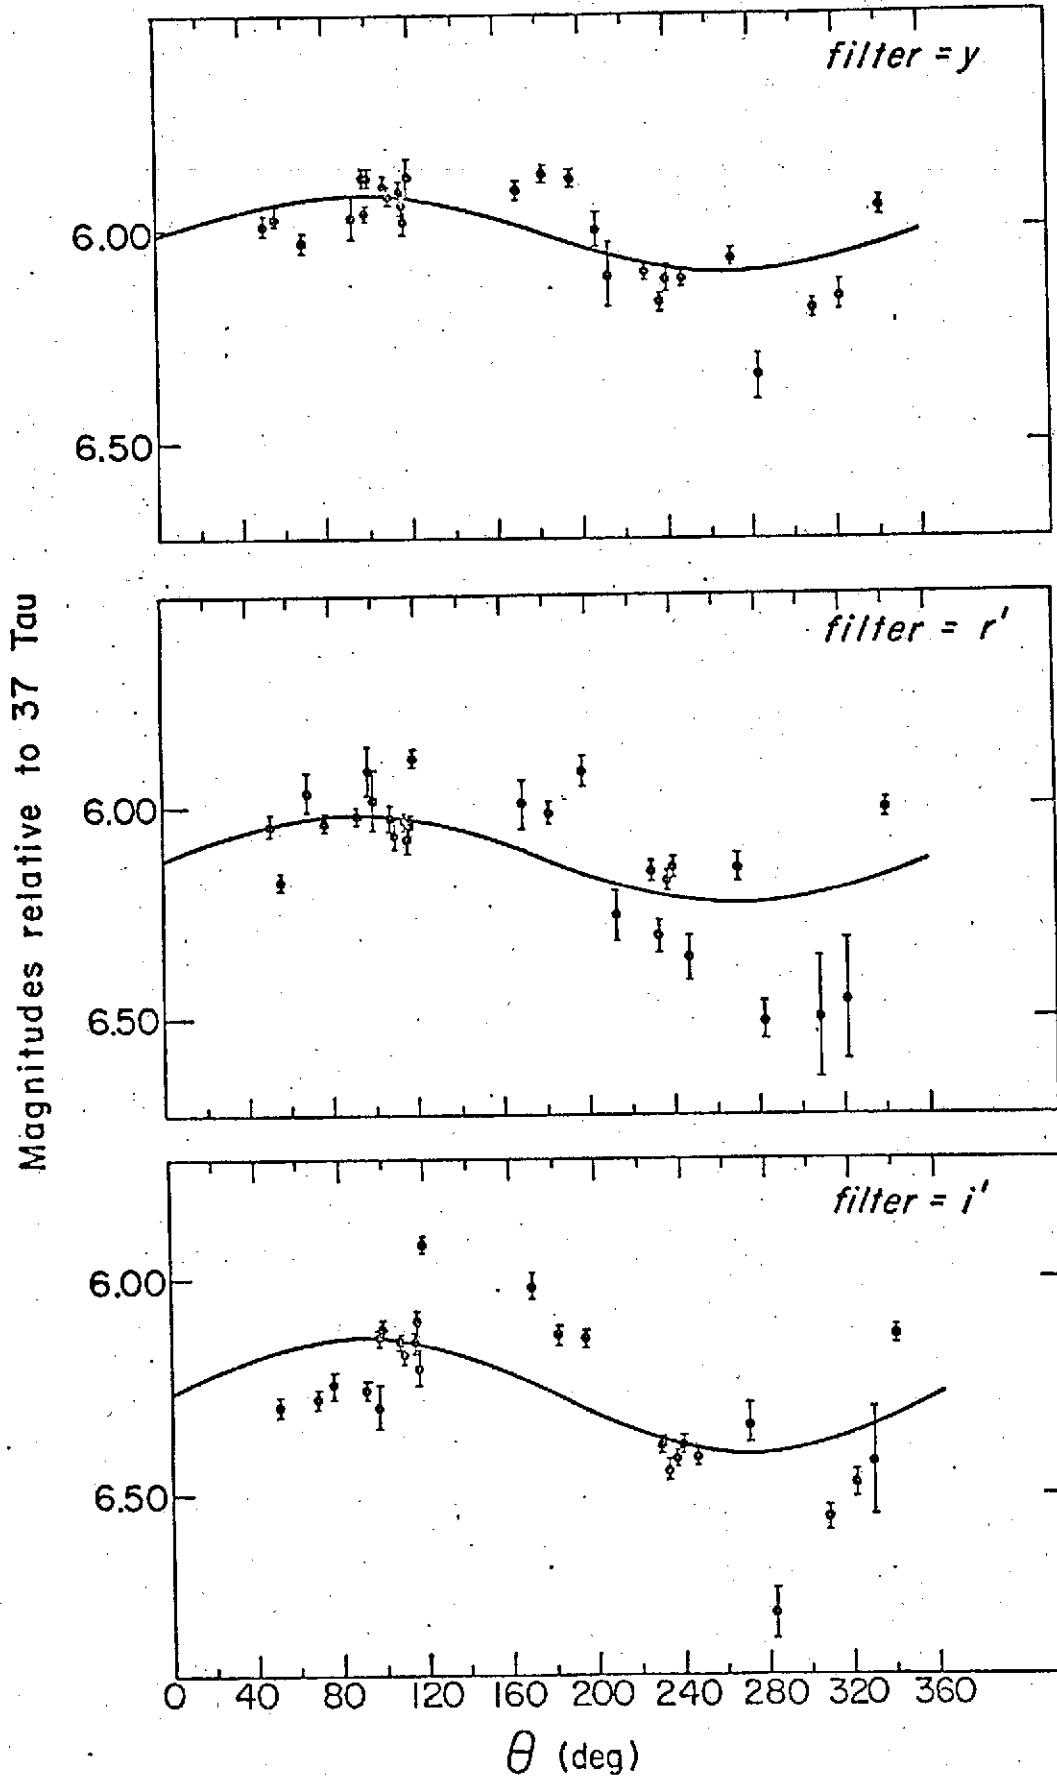 filter = y
6.00
6.50
Magnitudes relative to 37 Tau
filter = r'
6.00
6.50
filter = i'
6.00
6.50
0 40 80 120 160 200 240 280 320 360
θ (deg)